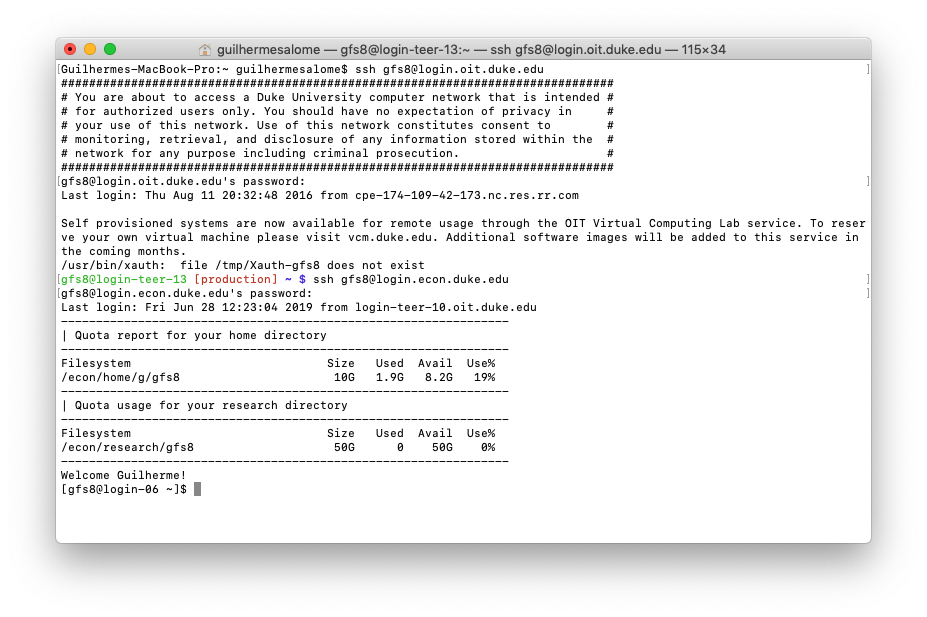 guilhermesalome — gfs8@login-teer-13:~ — ssh gfs8@login.oit.duke.edu — 115×34
[Guilhermes-MacBook-Pro:~ guilhermesalome$ ssh gfs8@login.oit.duke.edu ]
###############################################################################
# You are about to access a Duke University computer network that is intended #
# for authorized users only. You should have no expectation of privacy in     #
# your use of this network. Use of this network constitutes consent to        #
# monitoring, retrieval, and disclosure of any information stored within the  #
# network for any purpose including criminal prosecution.                     #
###############################################################################
[gfs8@login.oit.duke.edu's password: ]
Last login: Thu Aug 11 20:32:48 2016 from cpe-174-109-42-173.nc.res.rr.com
Self provisioned systems are now available for remote usage through the OIT Virtual Computing Lab service. To reser
ve your own virtual machine please visit vcm.duke.edu. Additional software images will be added to this service in
the coming months.
/usr/bin/xauth:  file /tmp/Xauth-gfs8 does not exist
[gfs8@login-teer-13 [production] ~ $ ssh gfs8@login.econ.duke.edu ]
[gfs8@login.econ.duke.edu's password: ]
Last login: Fri Jun 28 12:23:04 2019 from login-teer-10.oit.duke.edu
----------------------------------------------------------------
| Quota report for your home directory
----------------------------------------------------------------
Filesystem                            Size   Used  Avail  Use%
/econ/home/g/gfs8                      10G   1.9G   8.2G   19%
----------------------------------------------------------------
| Quota usage for your research directory
----------------------------------------------------------------
Filesystem                            Size   Used  Avail  Use%
/econ/research/gfs8                    50G      0    50G    0%
----------------------------------------------------------------
Welcome Guilherme!
[gfs8@login-06 ~]$